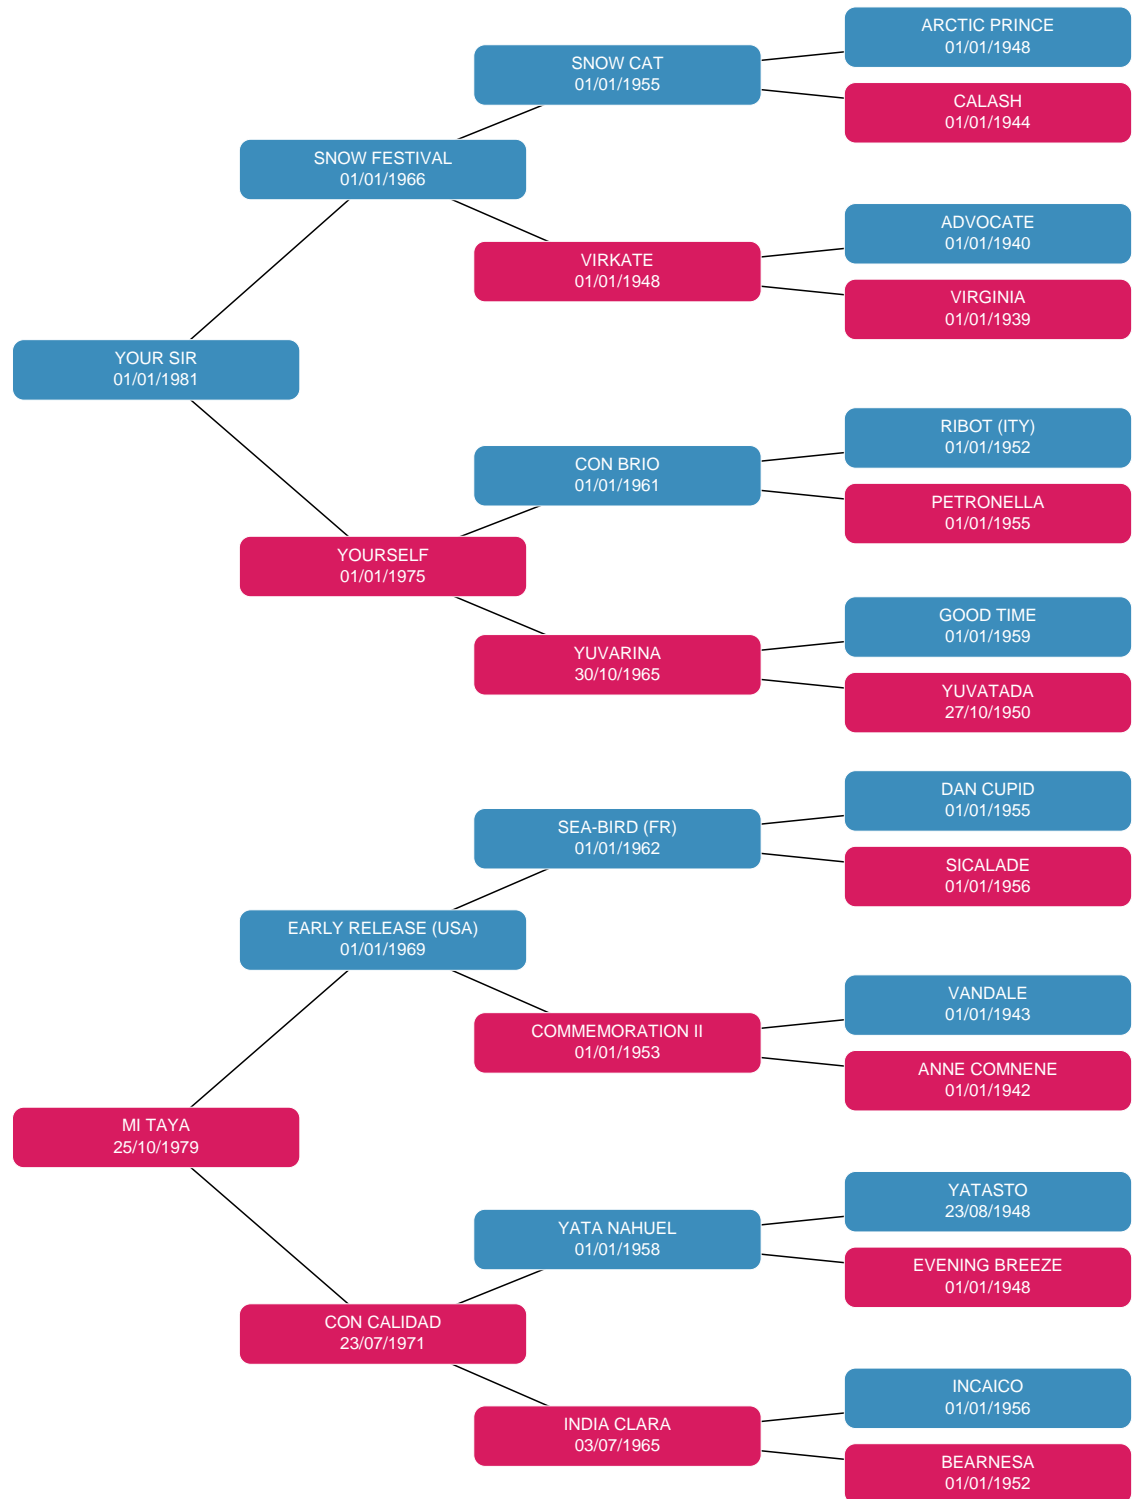 ARCTIC PRINCE
01/01/1948
SNOW CAT
01/01/1955
CALASH
01/01/1944
SNOW FESTIVAL
01/01/1966
ADVOCATE
01/01/1940
VIRKATE
01/01/1948
VIRGINIA
01/01/1939
YOUR SIR
01/01/1981
RIBOT (ITY)
01/01/1952
CON BRIO
01/01/1961
PETRONELLA
01/01/1955
YOURSELF
01/01/1975
GOOD TIME
01/01/1959
YUVARINA
30/10/1965
YUVATADA
27/10/1950
DAN CUPID
01/01/1955
SEA-BIRD (FR)
01/01/1962
SICALADE
01/01/1956
EARLY RELEASE (USA)
01/01/1969
VANDALE
01/01/1943
COMMEMORATION II
01/01/1953
ANNE COMNENE
01/01/1942
MI TAYA
25/10/1979
YATASTO
23/08/1948
YATA NAHUEL
01/01/1958
EVENING BREEZE
01/01/1948
CON CALIDAD
23/07/1971
INCAICO
01/01/1956
INDIA CLARA
03/07/1965
BEARNESA
01/01/1952